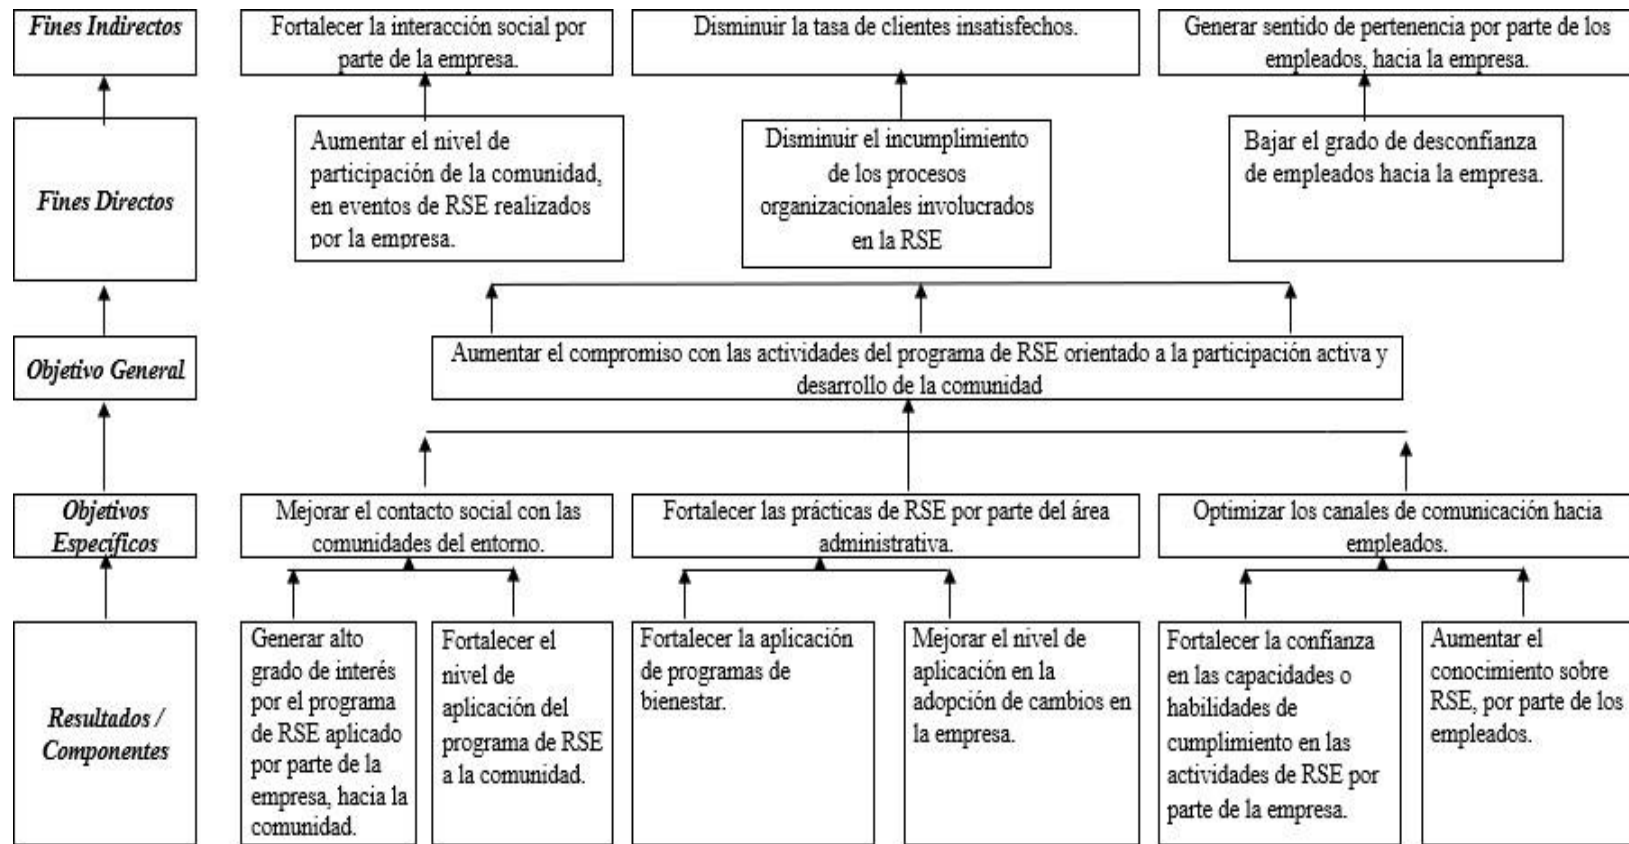 Fines Indirectos
Fortalecer la interacción social por
parte de la empresa.
Disminuir la tasa de clientes insatisfechos.
Generar sentido de pertenencia por parte de los
empleados, hacia la empresa.
Fines Directos
Aumentar el nivel de
participación de la comunidad,
en eventos de RSE realizados
por la empresa.
Disminuir el incumplimiento
de los procesos
organizacionales involucrados
en la RSE
Bajar el grado de desconfianza
de empleados hacia la empresa.
Objetivo General
Aumentar el compromiso con las actividades del programa de RSE orientado a la participación activa y
desarrollo de la comunidad
Objetivos
Específicos
Mejorar el contacto social con las
comunidades del entorno.
Fortalecer las prácticas de RSE por parte del área
administrativa.
Optimizar los canales de comunicación hacia
empleados.
Resultados /
Componentes
Generar alto
grado de interés
por el programa
de RSE aplicado
por parte de la
empresa, hacia la
comunidad.
Fortalecer el
nivel de
aplicación del
programa de RSE
a la comunidad.
Fortalecer la aplicación
de programas de
bienestar.
Mejorar el nivel de
aplicación en la
adopción de cambios en
la empresa.
Fortalecer la confianza
en las capacidades o
habilidades de
cumplimiento en las
actividades de RSE por
parte de la empresa.
Aumentar el
conocimiento sobre
RSE, por parte de los
empleados.